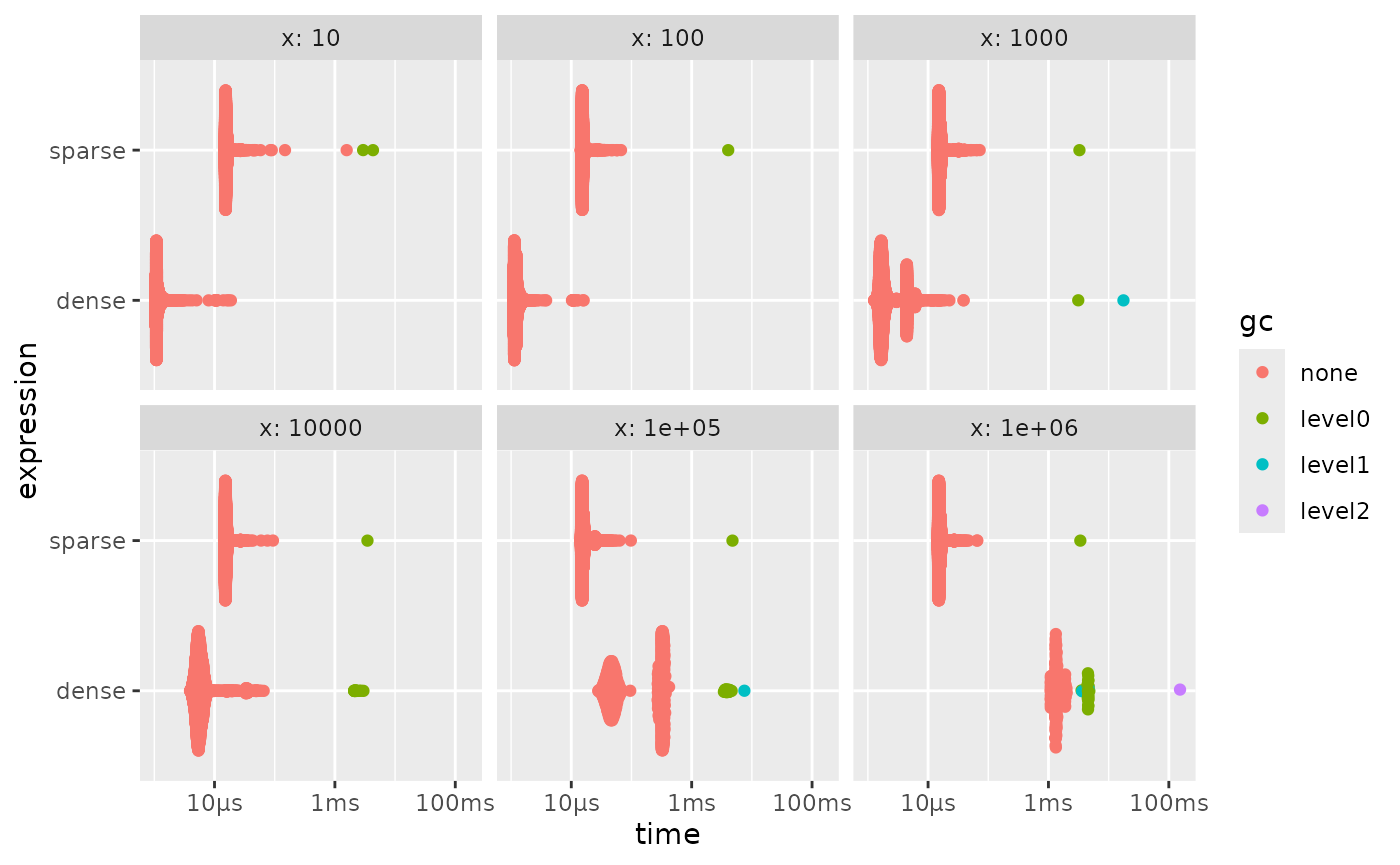 x: 10
x: 100
x: 1000
sparse
dense
x: 10000
x: 1e+05
x: 1e+06
sparse
dense
10µs
1ms
100ms
10µs
1ms
100ms
10µs
1ms
100ms
time
expression
gc
none
level0
level1
level2